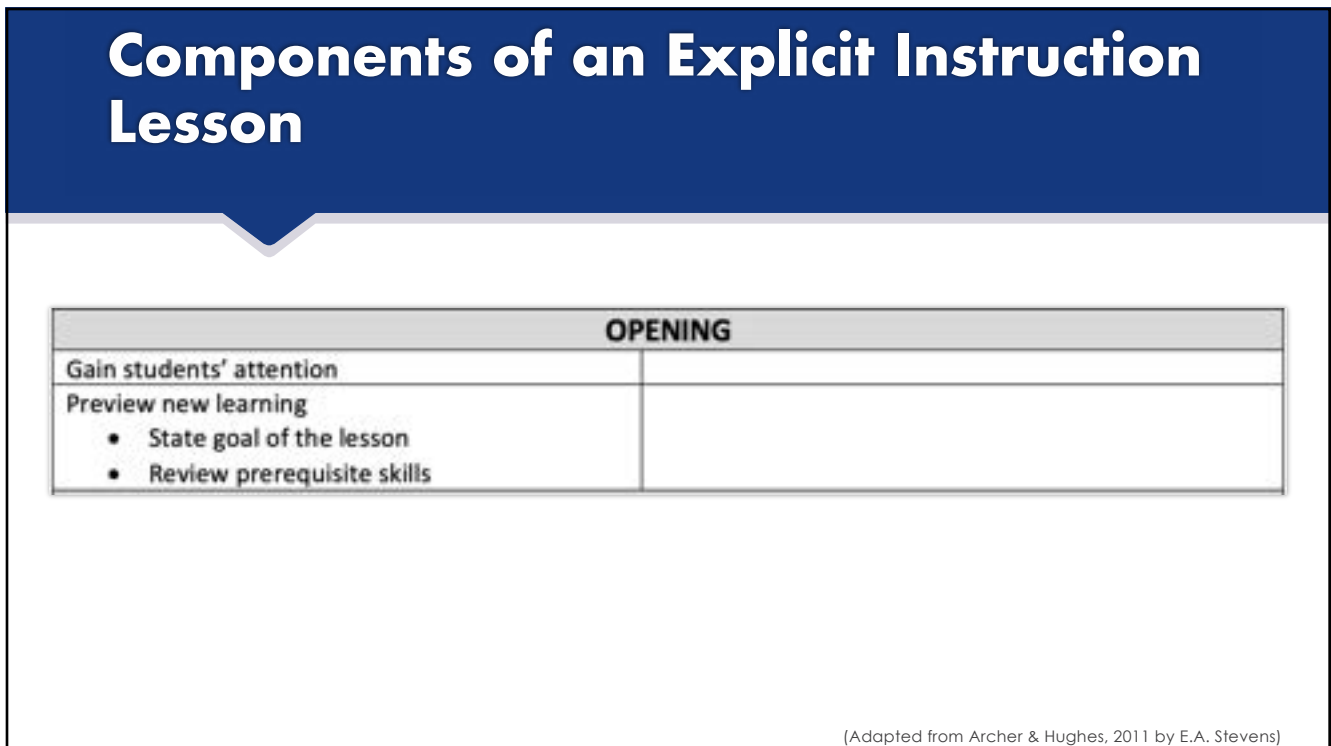 Components of an Explicit Instruction
Lesson
OPENING
Gain students’ attention
Preview new learning
• State goal of the lesson
• Review prerequisite skills
(Adapted from Archer & Hughes, 2011 by E.A. Stevens)